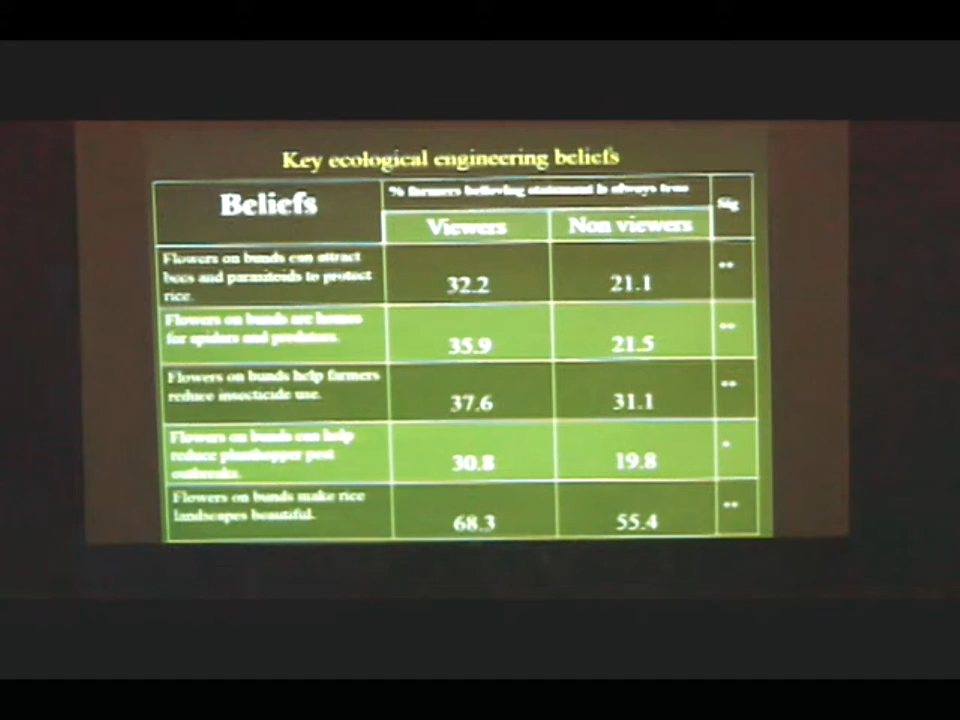 Key ecological engineering beliefs
Beliefs
% farmers believing statement is always true
Sig
Viewers
Non viewers
Flowers on bunds can attract
bees and parasitoids to protect
rice.
32.2
21.1
**
Flowers on bunds are homes
for spiders and predators.
35.9
21.5
**
Flowers on bunds help farmers
reduce insecticide use.
37.6
31.1
**
Flowers on bunds can help
reduce planthopper pest
outbreaks.
30.8
19.8
*
Flowers on bunds make rice
landscapes beautiful.
68.3
55.4
**